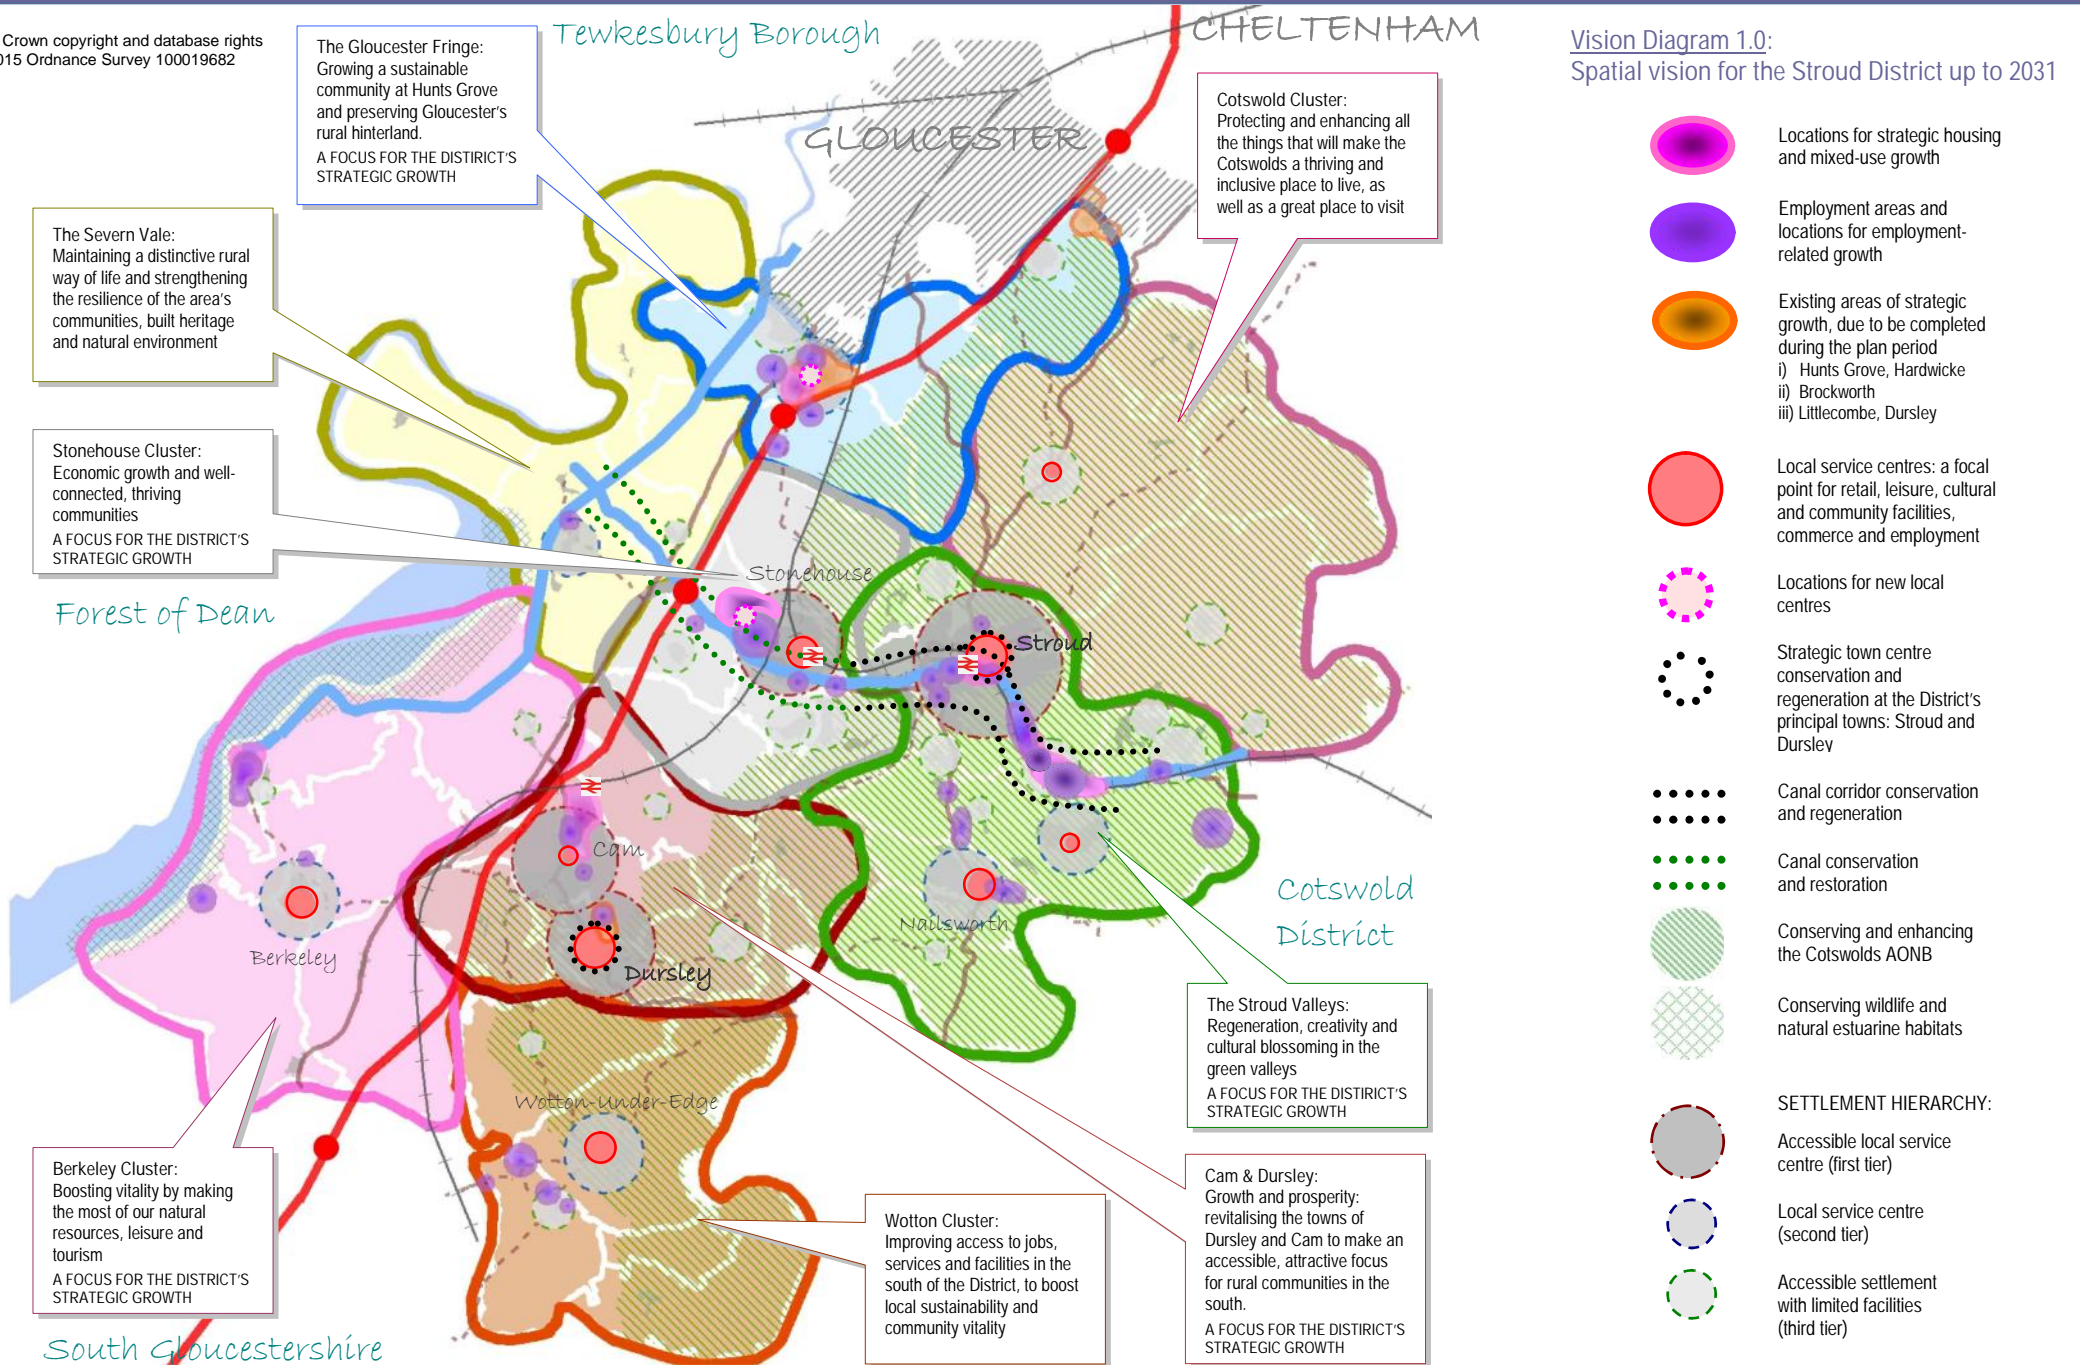 Crown copyright and database rights
015 Ordnance Survey 100019682
Tewkesbury Borough
CHELTENHAM
GLOUCESTER
The Gloucester Fringe:
Growing a sustainable
community at Hunts Grove
and preserving Gloucester's
rural hinterland.
A FOCUS FOR THE DISTIRICT'S
STRATEGIC GROWTH
Cotswold Cluster:
Protecting and enhancing all
the things that will make the
Cotswolds a thriving and
inclusive place to live, as
well as a great place to visit
The Severn Vale:
Maintaining a distinctive rural
way of life and strengthening
the resilience of the area's
communities, built heritage
and natural environment
Stonehouse Cluster:
Economic growth and well-
connected, thriving
communities
A FOCUS FOR THE DISTRICT'S
STRATEGIC GROWTH
Forest of Dean
Stonehouse
Stroud
Cam
Dursley
Berkeley
Nailsworth
Wotton-Under-Edge
Cotswold
District
The Stroud Valleys:
Regeneration, creativity and
cultural blossoming in the
green valleys
A FOCUS FOR THE DISTIRICT'S
STRATEGIC GROWTH
Berkeley Cluster:
Boosting vitality by making
the most of our natural
resources, leisure and
tourism
A FOCUS FOR THE DISTRICT'S
STRATEGIC GROWTH
Wotton Cluster:
Improving access to jobs,
services and facilities in the
south of the District, to boost
local sustainability and
community vitality
Cam & Dursley:
Growth and prosperity:
revitalising the towns of
Dursley and Cam to make an
accessible, attractive focus
for rural communities in the
south.
A FOCUS FOR THE DISTIRICT'S
STRATEGIC GROWTH
South Gloucestershire
Vision Diagram 1.0:
Spatial vision for the Stroud District up to 2031
Locations for strategic housing
and mixed-use growth
Employment areas and
locations for employment-
related growth
Existing areas of strategic
growth, due to be completed
during the plan period
i) Hunts Grove, Hardwicke
ii) Brockworth
iii) Littlecombe, Dursley
Local service centres: a focal
point for retail, leisure, cultural
and community facilities,
commerce and employment
Locations for new local
centres
Strategic town centre
conservation and
regeneration at the District's
principal towns: Stroud and
Dursley
Canal corridor conservation
and regeneration
Canal conservation
and restoration
Conserving and enhancing
the Cotswolds AONB
Conserving wildlife and
natural estuarine habitats
SETTLEMENT HIERARCHY:
Accessible local service
centre (first tier)
Local service centre
(second tier)
Accessible settlement
with limited facilities
(third tier)